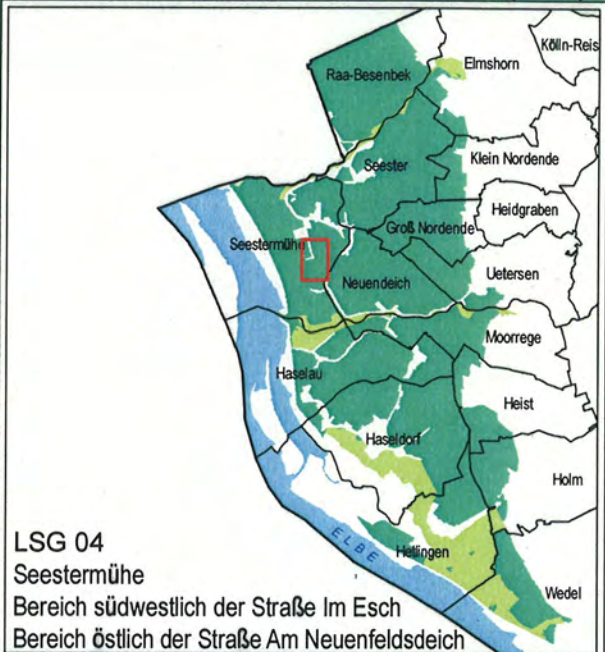 Kölln-Reis
Elmshorn
Raa-Besenbek
Seester
Klein Nordende
Heidgraben
Groß Nordende
Seestermühe
Uetersen
Neuendeich
Moorrege
Haselau
Heist
Haseldorf
Holm
ELBE
Hetlingen
Wedel
LSG 04
Seestermühe
Bereich südwestlich der Straße Im Esch
Bereich östlich der Straße Am Neuenfeldsdeich